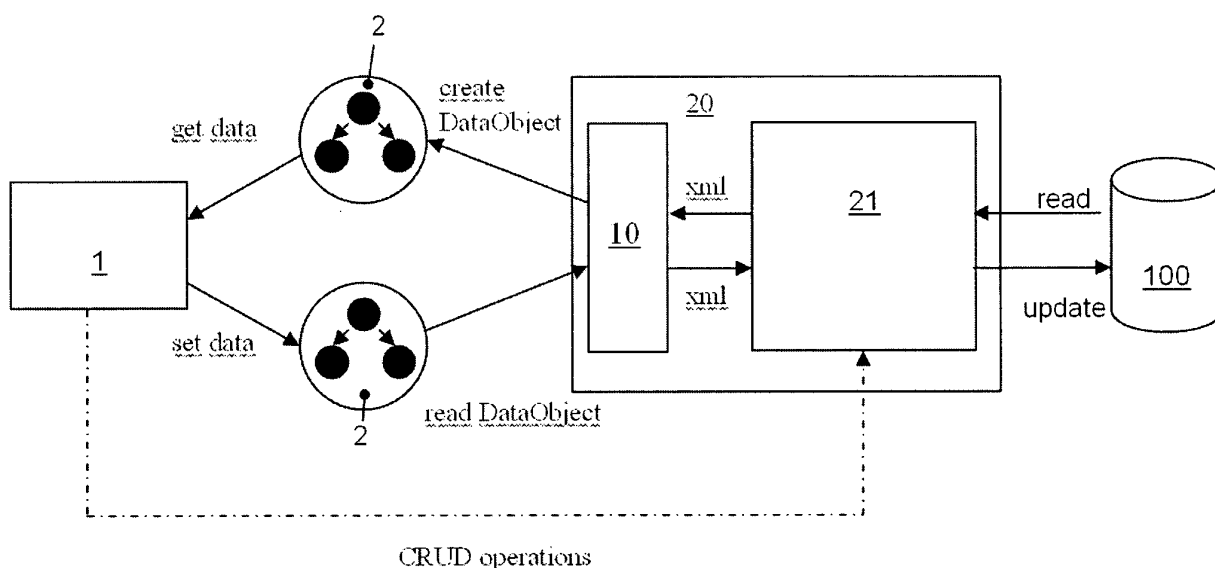 2
create
DataObject
get data
20
xml
21
read
10
1
xml
100
update
set data
read DataObject
2
CRUD operations